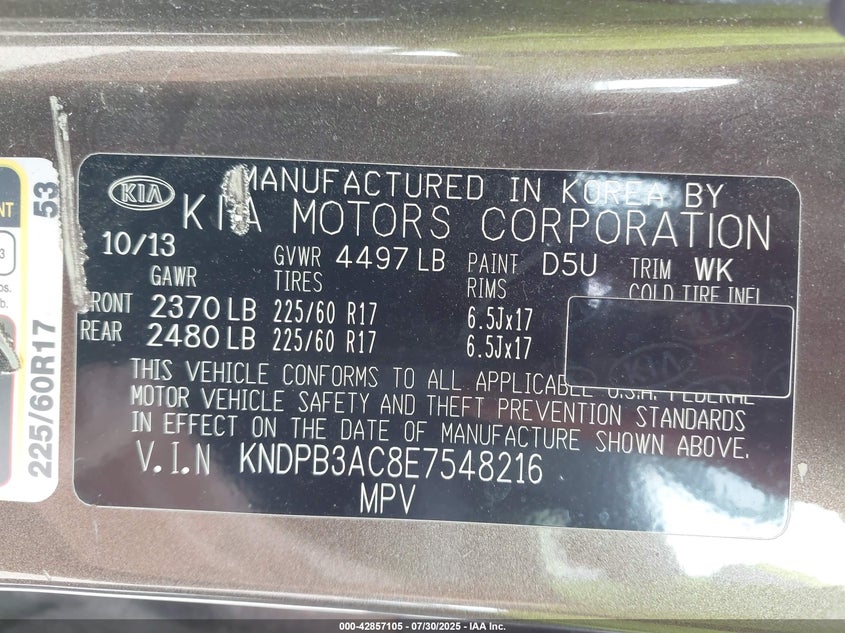 KIA
MANUFACTURED IN KOREA BY
KIA MOTORS CORPORATION
10/13 GVWR 4497 LB PAINT D5U TRIM WK
GAWR TIRES RIMS COLD TIRE INFL
FRONT 2370 LB 225/60 R17 6.5Jx17
REAR 2480 LB 225/60 R17 6.5Jx17
KIA
THIS VEHICLE CONFORMS TO ALL APPLICABLE U.S.A. FEDERAL
MOTOR VEHICLE SAFETY AND THEFT PREVENTION STANDARDS
IN EFFECT ON THE DATE OF MANUFACTURE SHOWN ABOVE.
V.I.N KNDPB3AC8E7548216
MPV
53
225/60R17
000-42857105 — 07/30/2025 — IAA Inc.